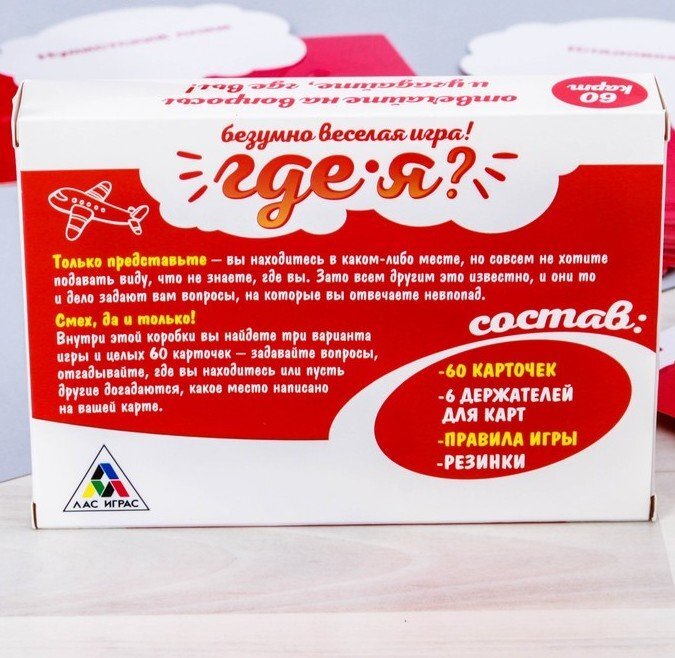 отвечайте на вопросы
и угадайте, где вы!
60
карт
безумно веселая игра!
где·я?
Только представьте — вы находитесь в каком-либо месте, но совсем не хотите
подавать виду, что не знаете, где вы. Зато всем другим это известно, и они то
и дело задают вам вопросы, на которые вы отвечаете невпопад.
Смех, да и только!
Внутри этой коробки вы найдете три варианта
игры и целых 60 карточек — задавайте вопросы,
отгадывайте, где вы находитесь или пусть
другие догадаются, какое место написано
на вашей карте.
состав:
-60 КАРТОЧЕК
-6 ДЕРЖАТЕЛЕЙ
ДЛЯ КАРТ
-ПРАВИЛА ИГРЫ
-РЕЗИНКИ
ЛАС ИГРАС